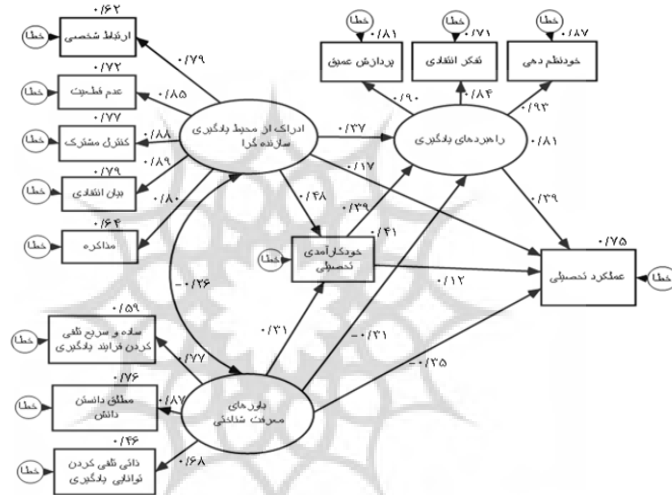 ۰/۶۲
خطا
ارتباط شخصی
۰/۷۹
۰/۷۲
خطا
عدم قطعیت
۰/۸۵
۰/۷۷
خطا
کنترل مشترک
۰/۸۸
۰/۷۹
خطا
بیان انتقادی
۰/۸۹
۰/۶۴
خطا
مذاکره
۰/۸۰
ادراک از محیط یادگیری
سازنده گرا
خطا
۰/۸۱
پردازش عمیق
۰/۹۰
خطا
۰/۷۱
تفکر انتقادی
۰/۸۴
خطا
۰/۸۷
خودنظم دهی
۰/۹۳
راهبردهای یادگیری
۰/۸۱
۰/۳۷
۰/۱۷
۰/۴۸
۰/۳۹
۰/۳۹
۰/۴۱
خطا
خودکارآمدی
تحصیلی
۰/۱۲
۰/۷۵
عملکرد تحصیلی
خطا
-۰/۲۶
۰/۳۱
-۰/۳۱
-۰/۳۵
۰/۵۹
خطا
ساده و سریع تلقی
کردن فرایند یادگیری
۰/۷۷
۰/۷۶
خطا
مطلق دانستن
دانش
۰/۸۷
۰/۴۶
خطا
ذاتی تلقی کردن
توانایی یادگیری
۰/۶۸
باورهای
معرفت شناختی